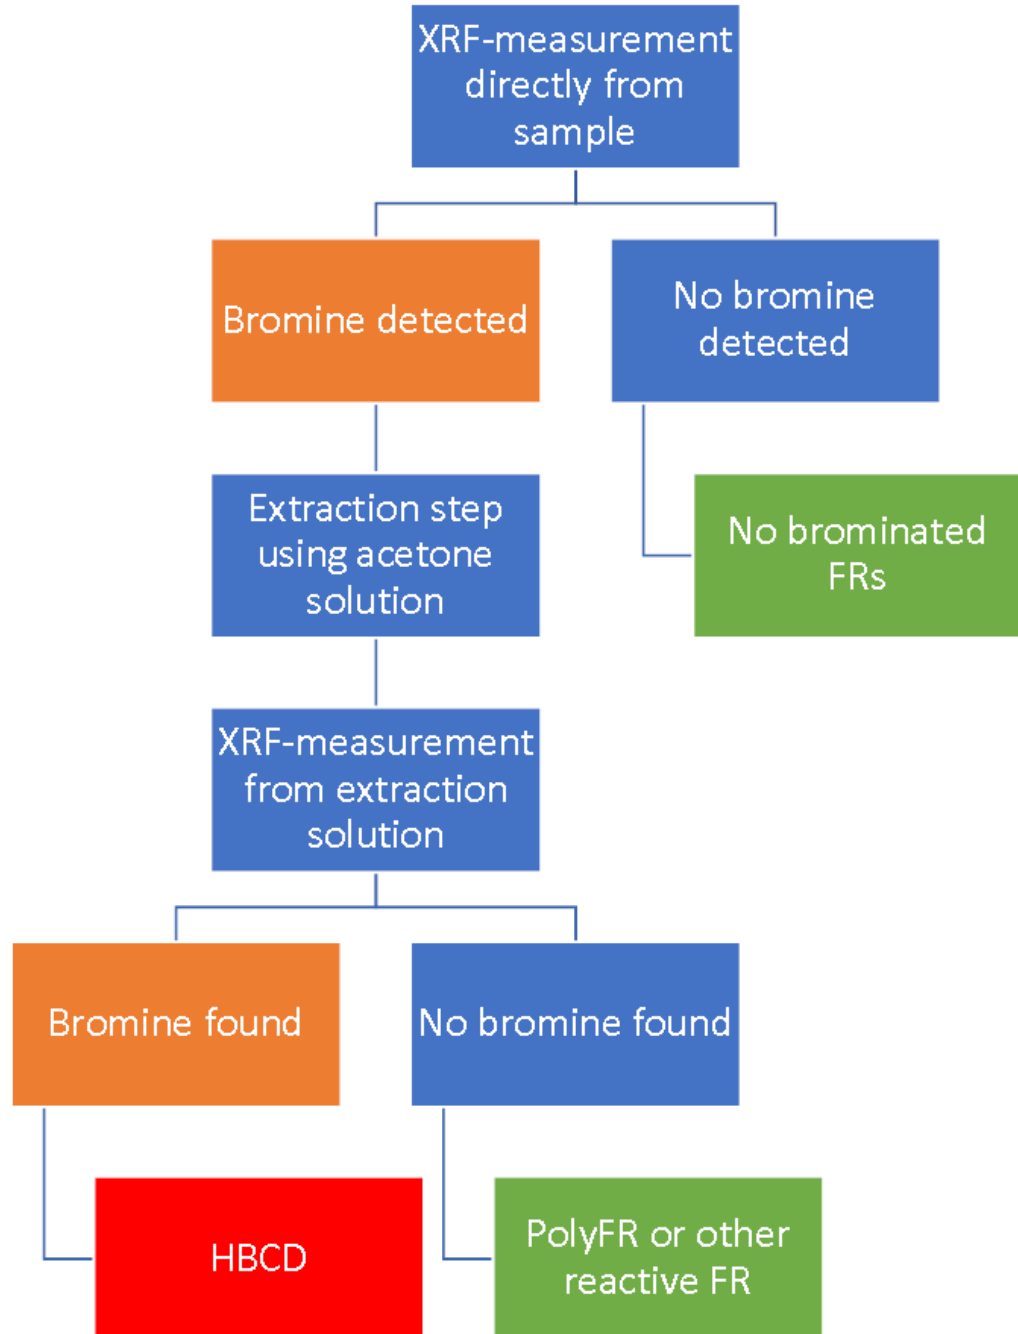 XRF-measurement
directly from
sample
Bromine detected
No bromine
detected
Extraction step
using acetone
solution
No brominated
FRs
XRF-measurement
from extraction
solution
Bromine found
No bromine found
HBCD
PolyFR or other
reactive FR